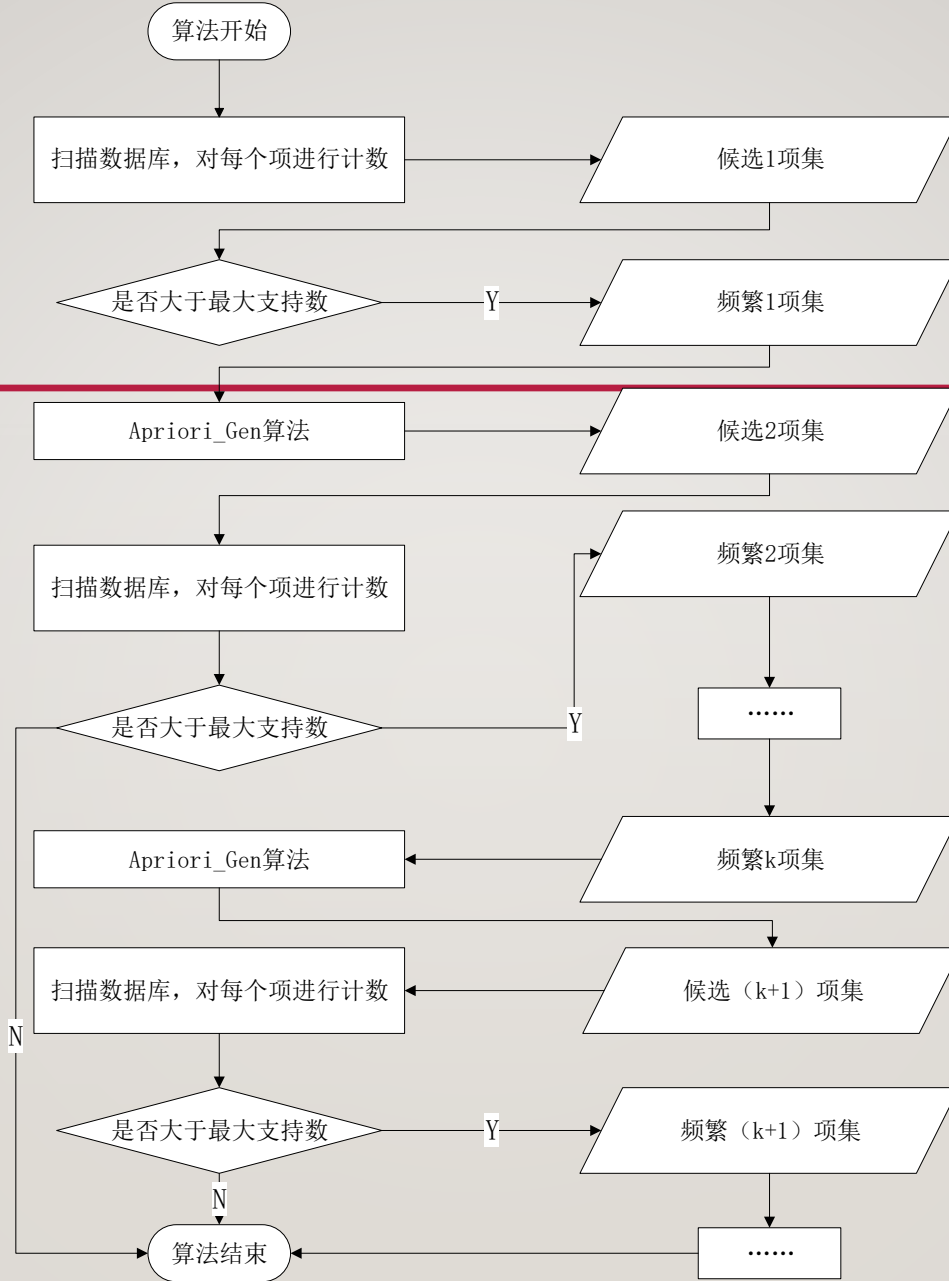 算法开始
扫描数据库，对每个项进行计数
候选1项集
是否大于最大支持数
Y
频繁1项集
Apriori_Gen算法
候选2项集
扫描数据库，对每个项进行计数
频繁2项集
是否大于最大支持数
Y
······
Apriori_Gen算法
频繁k项集
扫描数据库，对每个项进行计数
候选（k+1）项集
N
是否大于最大支持数
Y
频繁（k+1）项集
N
算法结束
······